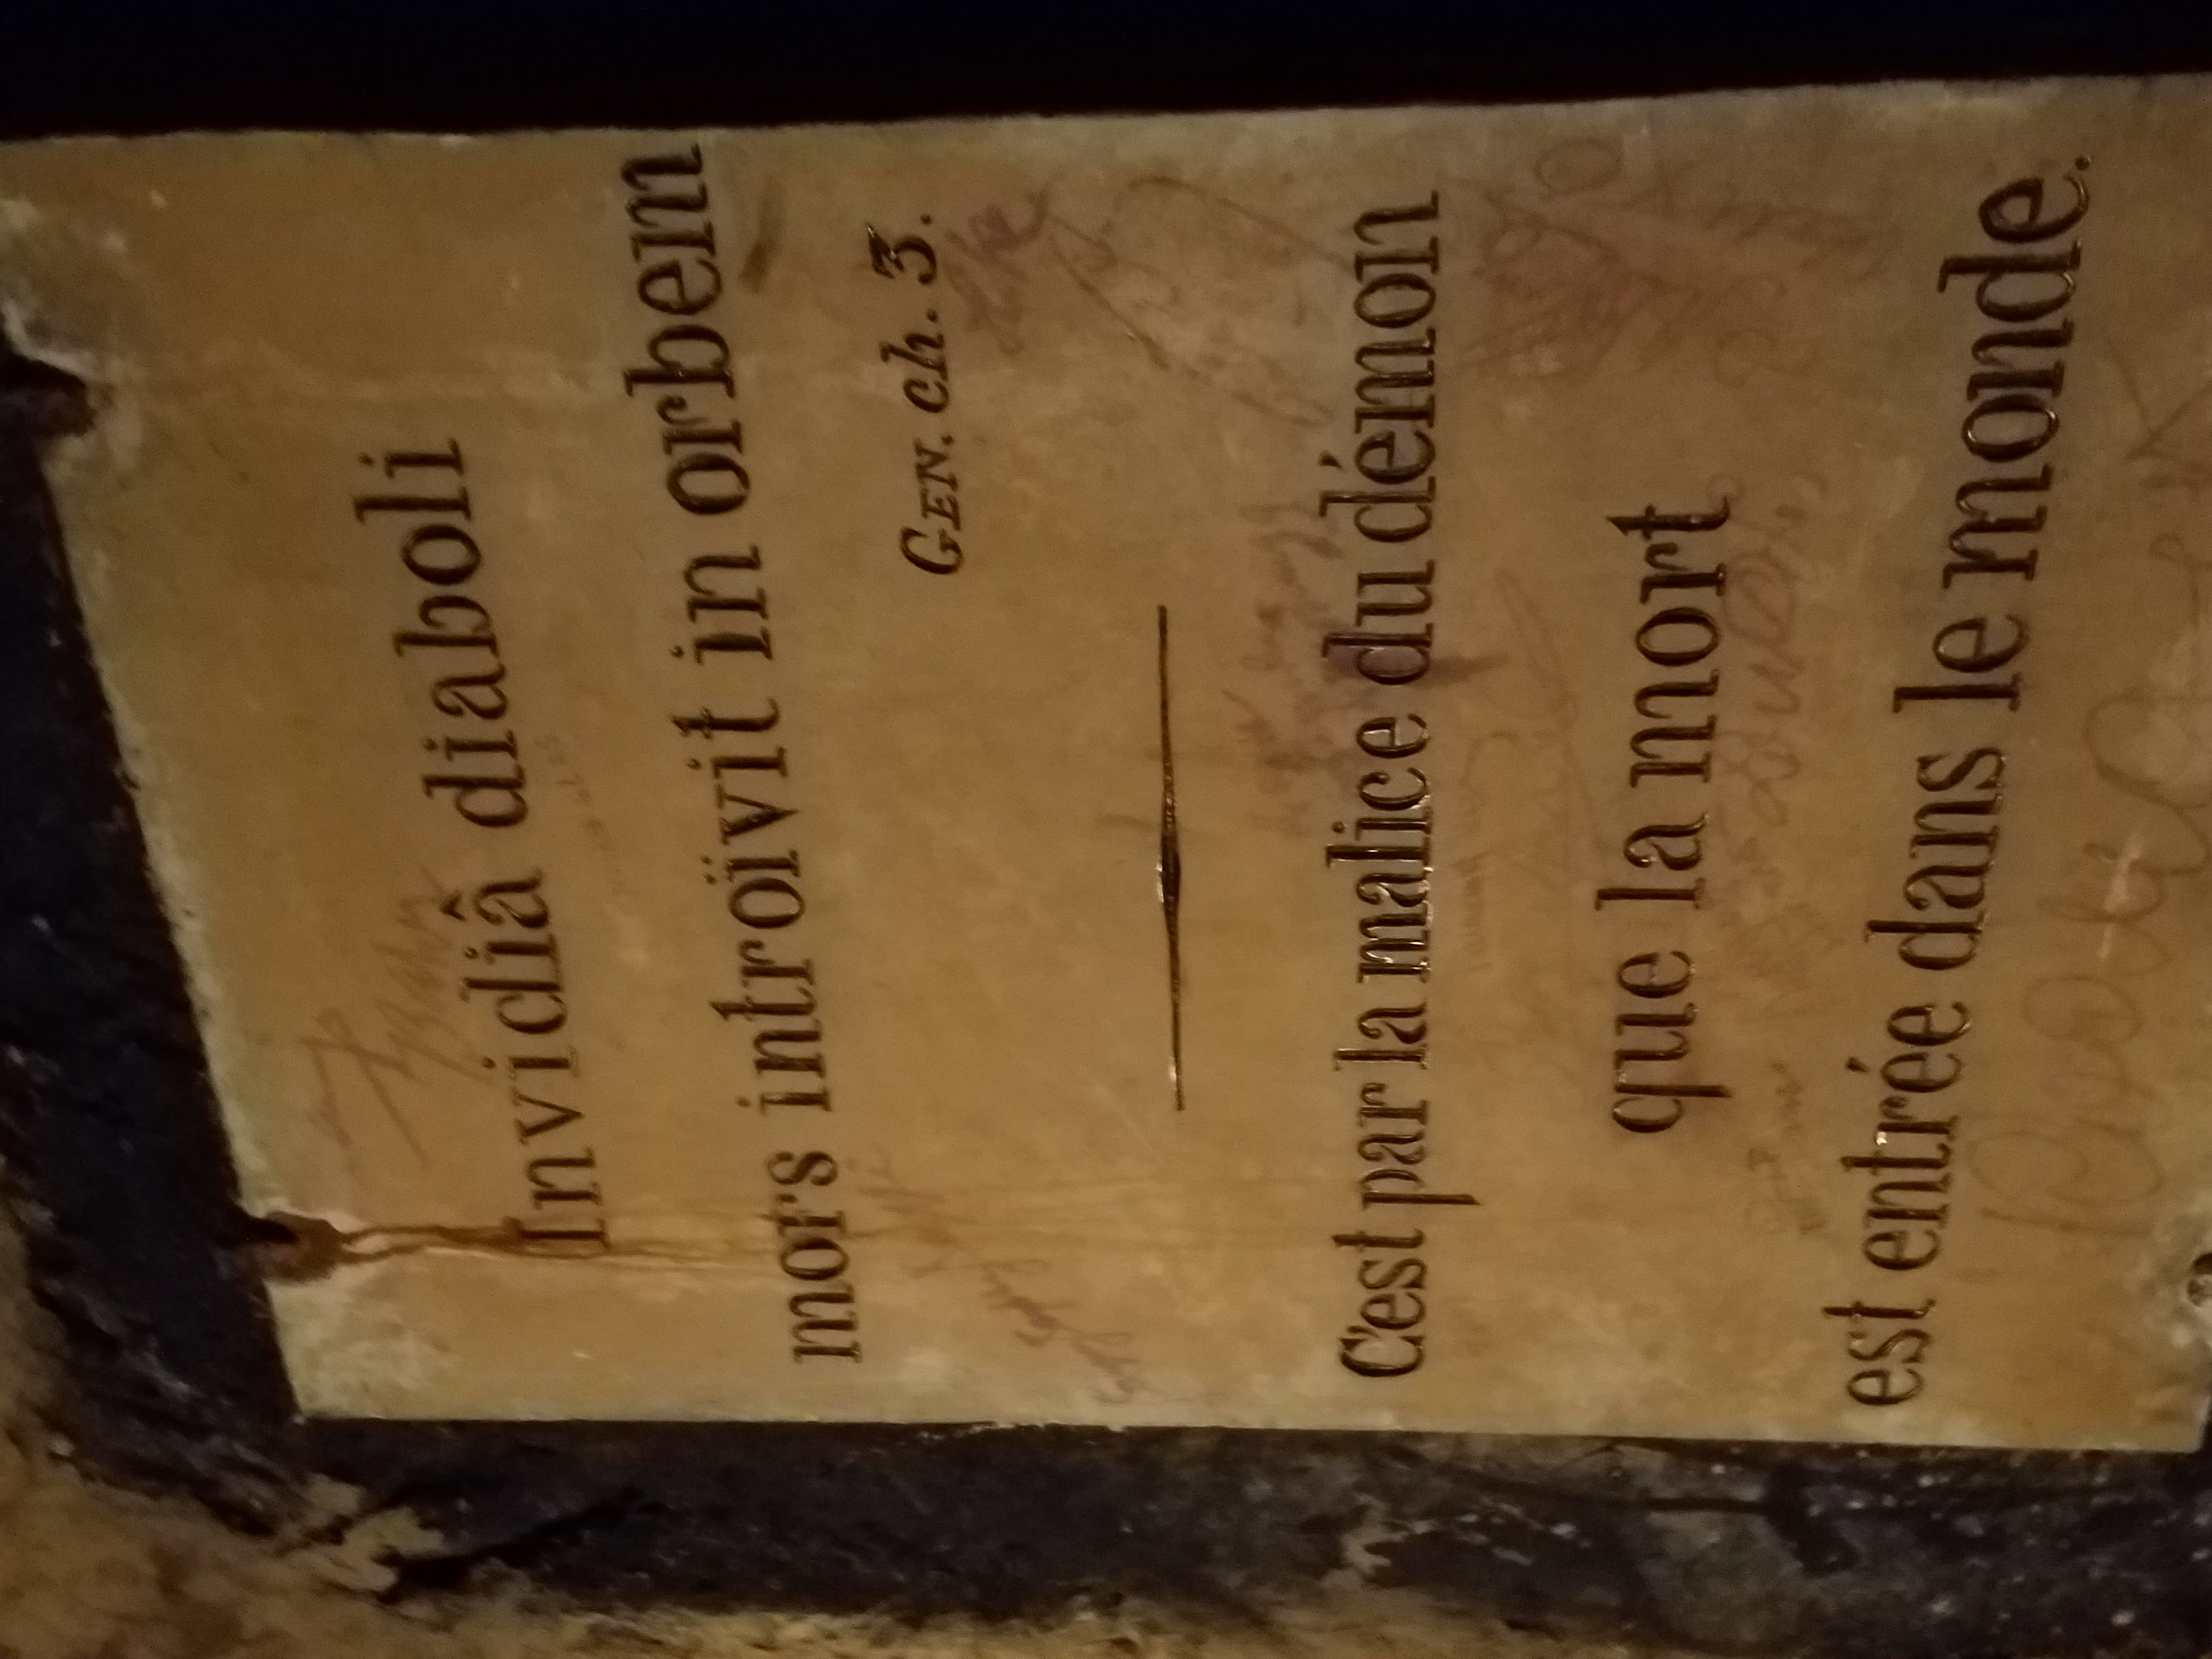 Invidiâ diaboli
mors introïvit in orbem
GEN. ch. 3.
C'est par la malice du démon
que la mort
est entrée dans le monde.